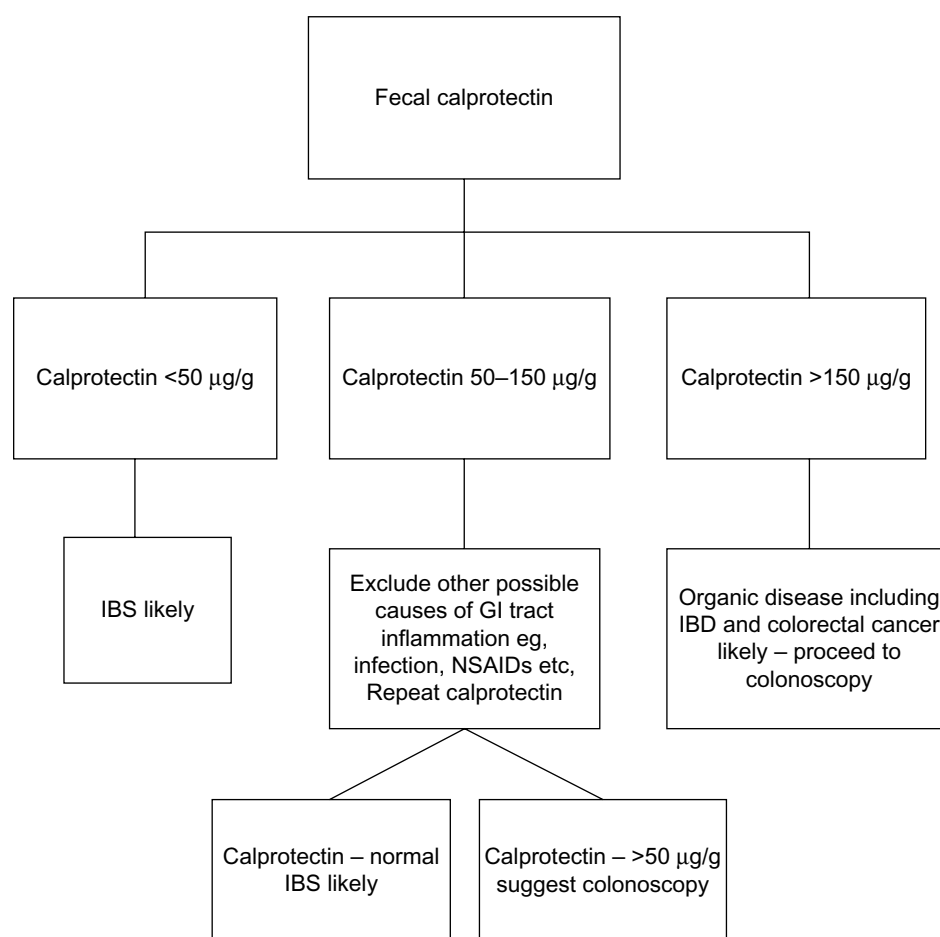 Fecal calprotectin
Calprotectin <50 μg/g
Calprotectin 50–150 μg/g
Calprotectin >150 μg/g
IBS likely
Exclude other possible
causes of GI tract
inflammation eg,
infection, NSAIDs etc,
Repeat calprotectin
Organic disease including
IBD and colorectal cancer
likely – proceed to
colonoscopy
Calprotectin – normal
IBS likely
Calprotectin – >50 μg/g
suggest colonoscopy